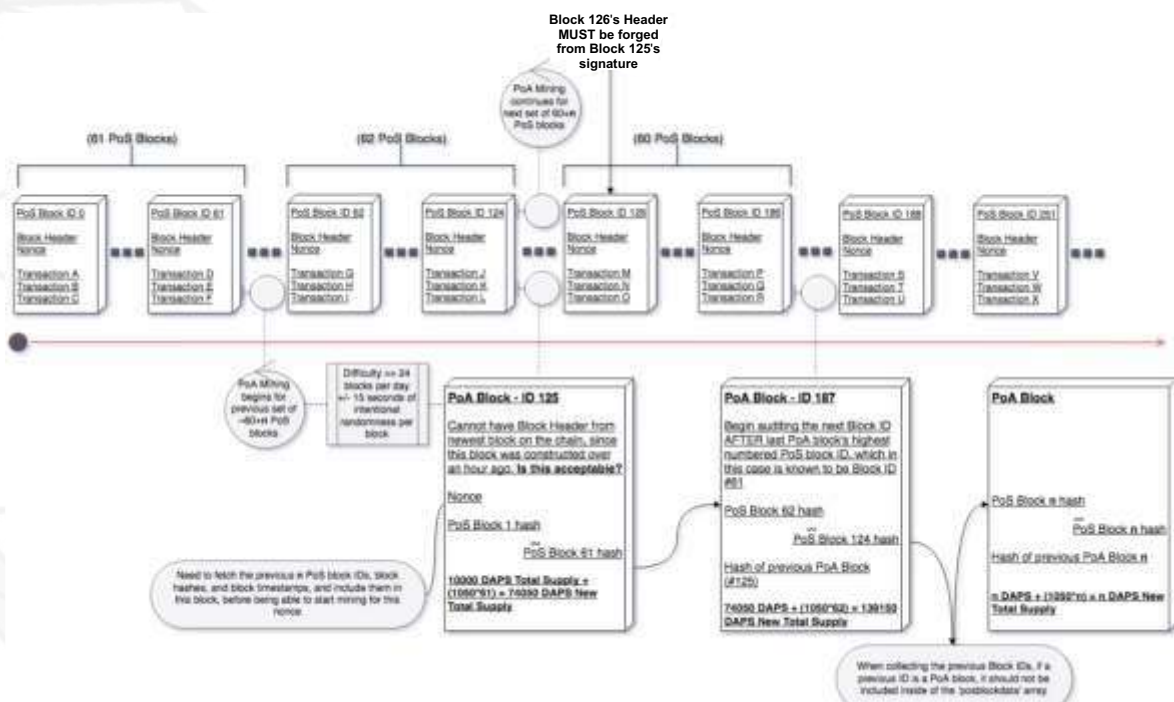 Block 126's Header
MUST be forged
from Block 125's
signature
PoA Mining
continues for
next set of 60+n
PoS blocks
(61 PoS Blocks)
(62 PoS Blocks)
(60 PoS Blocks)
PoS Block ID 0
Block Header
Nonce
Transaction A
Transaction B
Transaction C
PoS Block ID 61
Block Header
Nonce
Transaction D
Transaction E
Transaction F
PoS Block ID 62
Block Header
Nonce
Transaction G
Transaction H
Transaction I
PoS Block ID 124
Block Header
Nonce
Transaction J
Transaction K
Transaction L
PoS Block ID
Block Header
Nonce
Transaction M
Transaction N
Transaction O
PoS Block ID 186
Block Header
Nonce
Transaction P
Transaction Q
Transaction R
PoS Block ID 188
Block Header
Nonce
Transaction S
Transaction T
Transaction U
PoS Block ID 251
Block Header
Nonce
Transaction V
Transaction W
Transaction X
PoA Mining
begins for
previous set of
~60+n PoS
blocks
Difficulty == 24
blocks per day
+/- 15 seconds of
intentional
randomness per
block
PoA Block - ID 125
Cannot have Block Header from
newest block on the chain, since
this block was constructed over
an hour ago. Is this acceptable?
Nonce
PoS Block 1 hash
~
PoS Block 61 hash
10000 DAPS Total Supply +
(1050*61) = 74050 DAPS New
Total Supply
Need to fetch the previous n PoS block IDs, block
hashes, and block timestamps, and include them in
this block, before being able to start mining for this
nonce.
PoA Block - ID 187
Begin auditing the next Block ID
AFTER last PoA block's highest
numbered PoS block ID, which in
this case is known to be Block ID
#61
PoS Block 62 hash
~
PoS Block 124 hash
Hash of previous PoA Block
(#125)
74050 DAPS + (1050*62) = 139150
DAPS New Total Supply
PoA Block
PoS Block n hash
~
PoS Block n hash
Hash of previous PoA Block n
n DAPS + (1050*n) = n DAPS New
Total Supply
When collecting the previous Block IDs, if a
previous ID is a PoA block, it should not be
included inside of the 'posblockdata' array